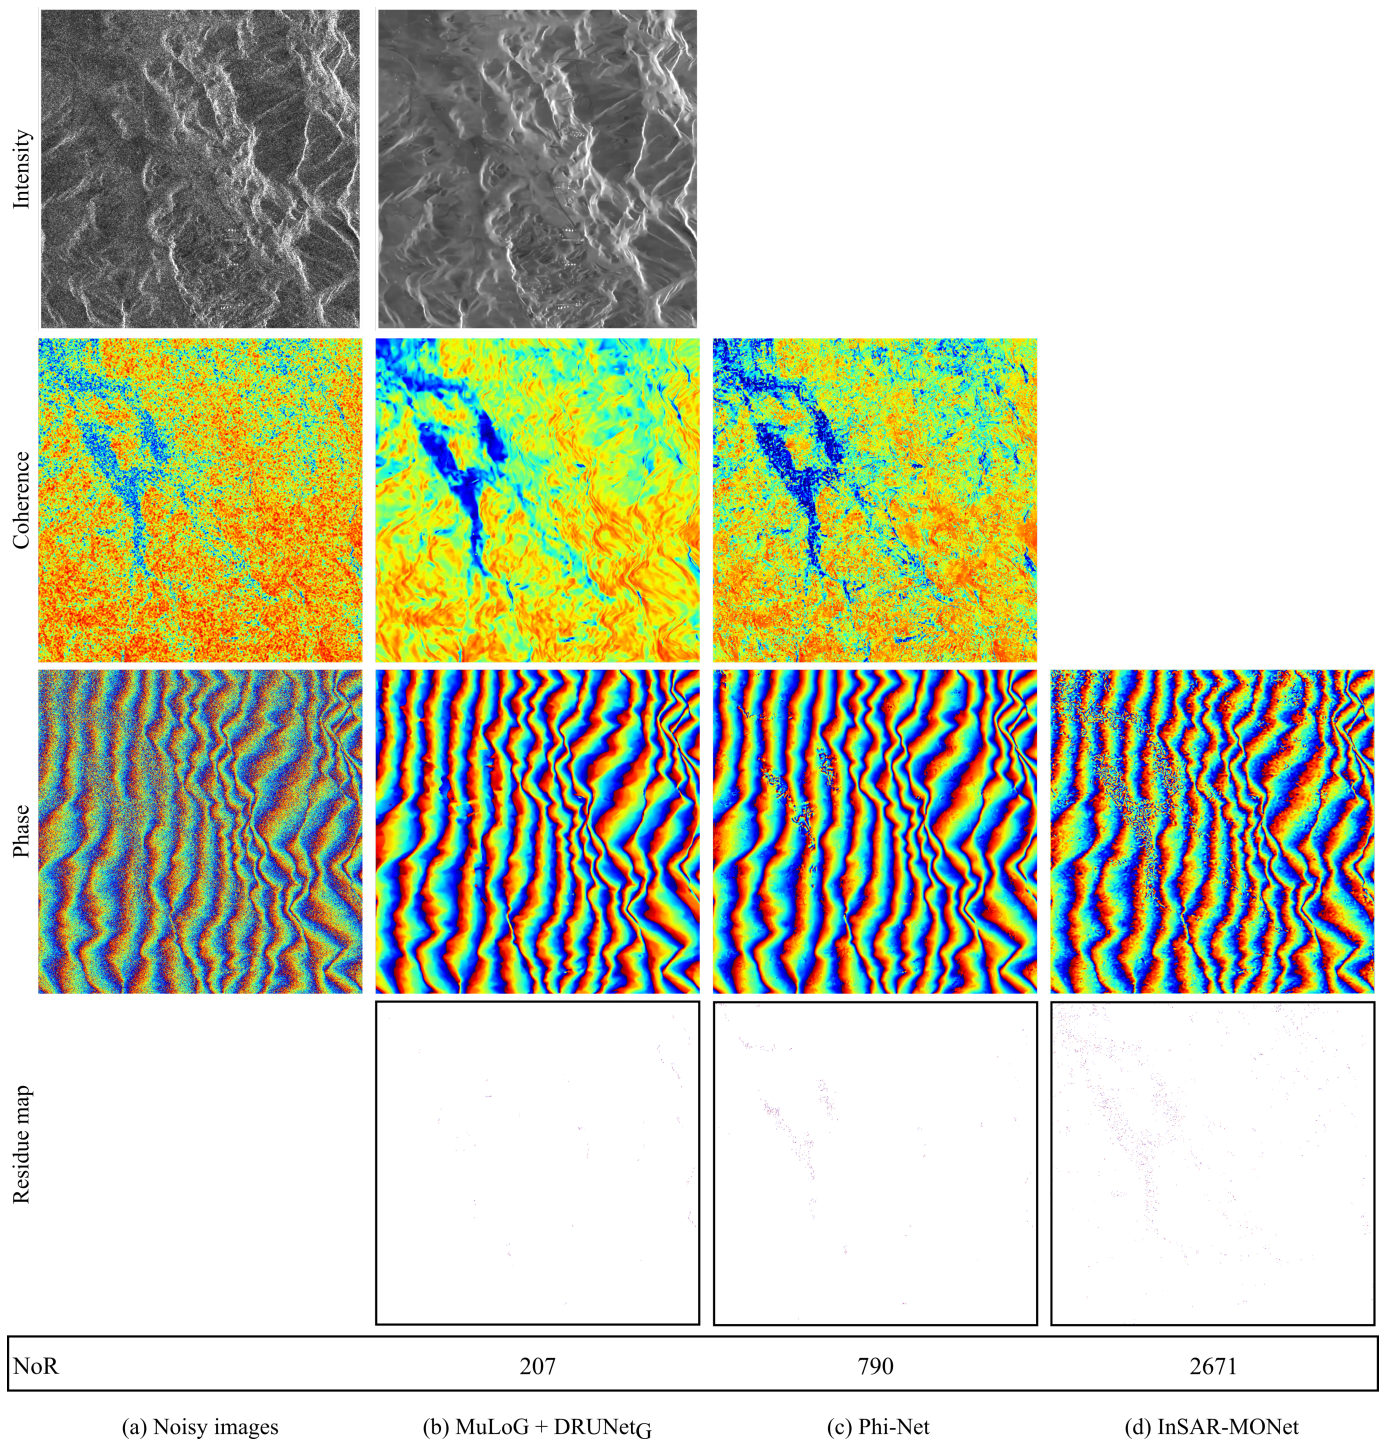 Intensity
Coherence
Phase
Residue map
NoR 207 790 2671
(a) Noisy images (b) MuLoG + DRUNetG (c) Phi-Net (d) InSAR-MONet